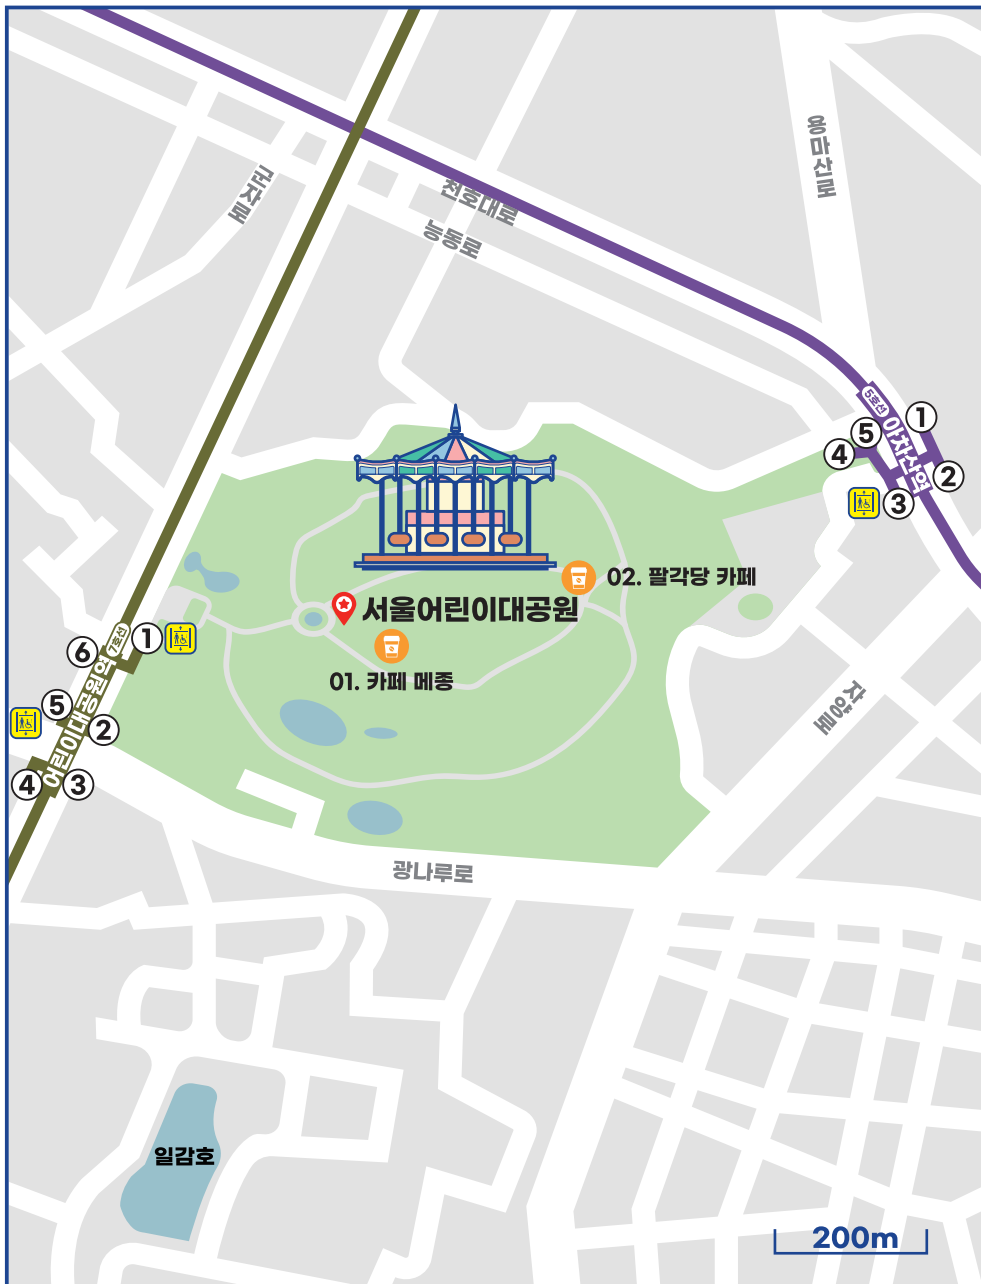 용마산로
군자로
천호대로
능동로
5호선
아차산역
1
2
3
4
5
02. 팔각당 카페
서울어린이대공원
01. 카페 메종
7호선
어린이대공원역
1
2
3
4
5
6
자양로
광나루로
일감호
200m